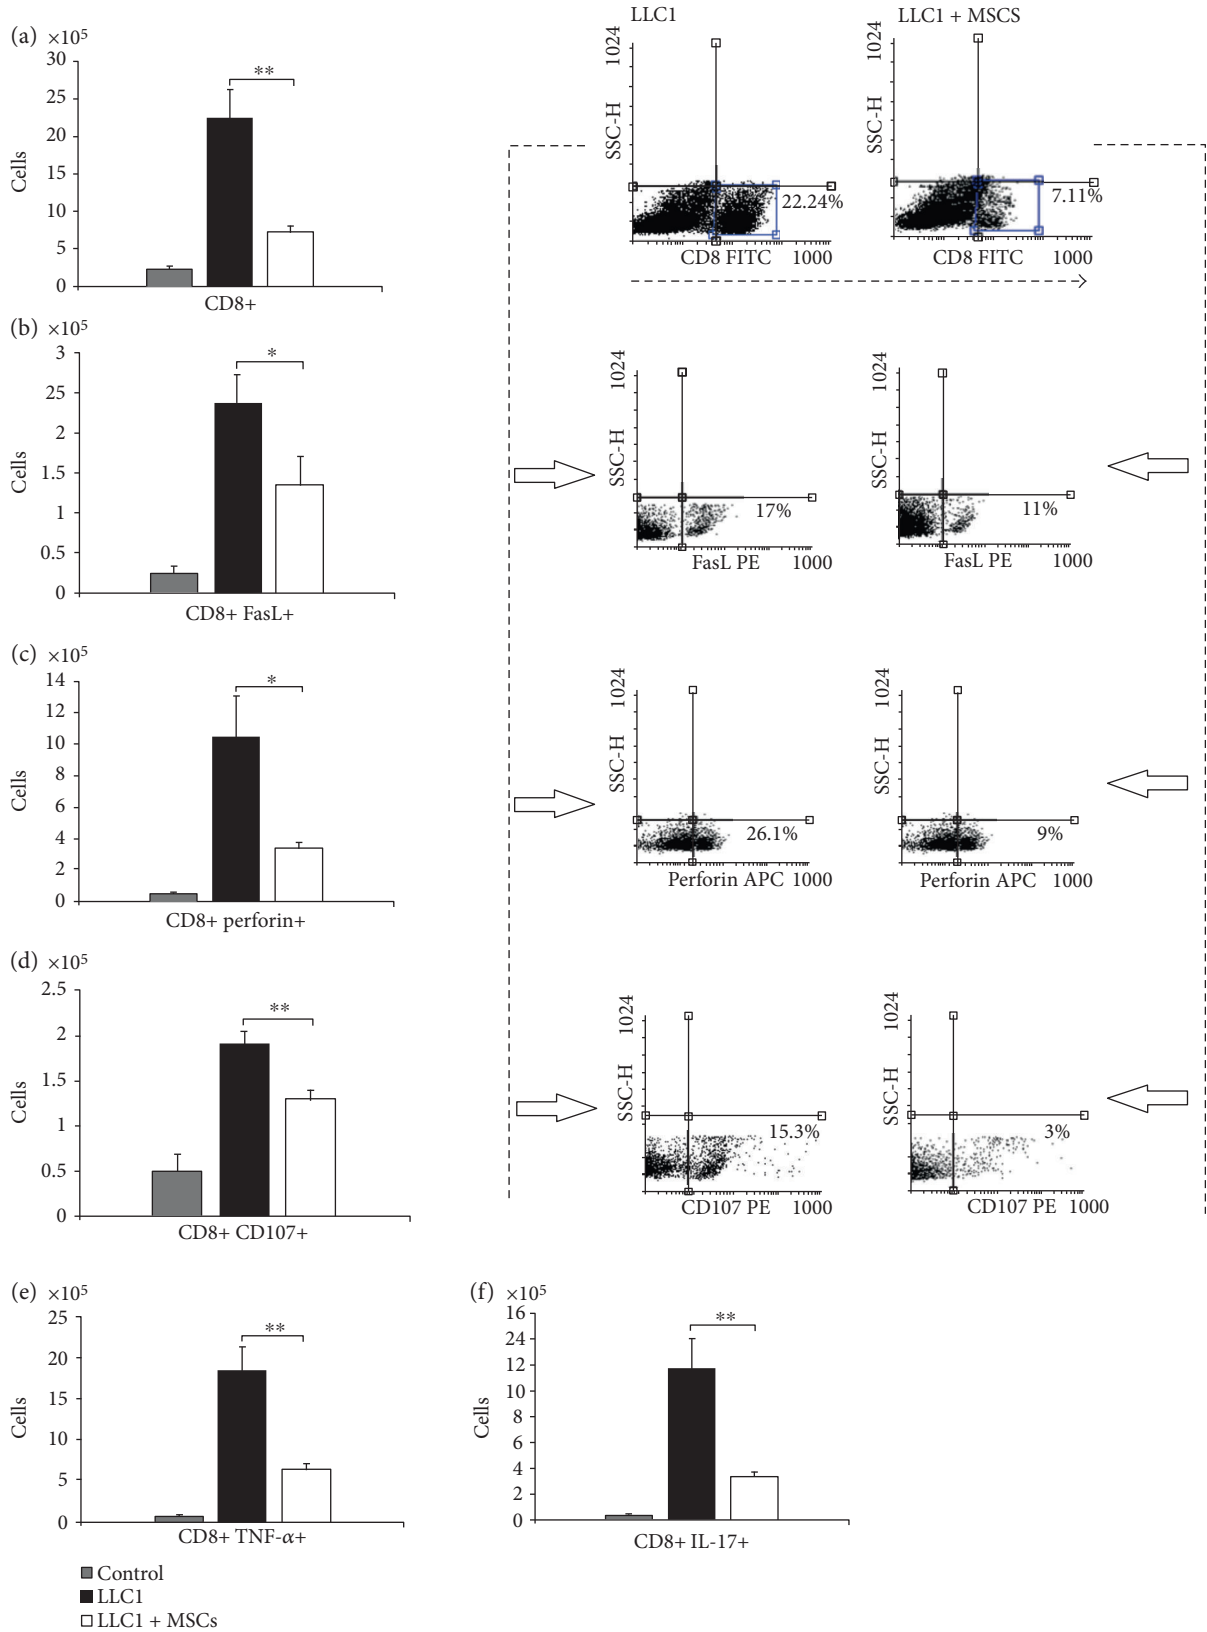 (a)
×10⁵
30
25
20
15
10
5
0
Cells
**
CD8+
LLC1
1024
SSC-H
22.24%
CD8 FITC 1000
LLC1 + MSCS
1024
SSC-H
7.11%
CD8 FITC 1000
(b)
×10⁵
3
25
2
1.5
1
0.5
0
Cells
*
CD8+ FasL+
1024
SSC-H
17%
FasL PE 1000
1024
SSC-H
11%
FasL PE 1000
(c)
×10⁵
14
12
10
8
6
4
2
0
Cells
*
CD8+ perforin+
1024
SSC-H
26.1%
Perforin APC 1000
1024
SSC-H
9%
Perforin APC 1000
(d)
×10⁵
2.5
2
1.5
1
0.5
0
Cells
**
CD8+ CD107+
1024
SSC-H
15.3%
CD107 PE 1000
1024
SSC-H
3%
CD107 PE 1000
(e)
×10⁵
25
20
15
10
5
0
Cells
**
CD8+ TNF-α+
(f)
×10⁵
16
24
12
10
8
6
4
2
0
Cells
**
CD8+ IL-17+
Control
LLC1
LLC1 + MSCs